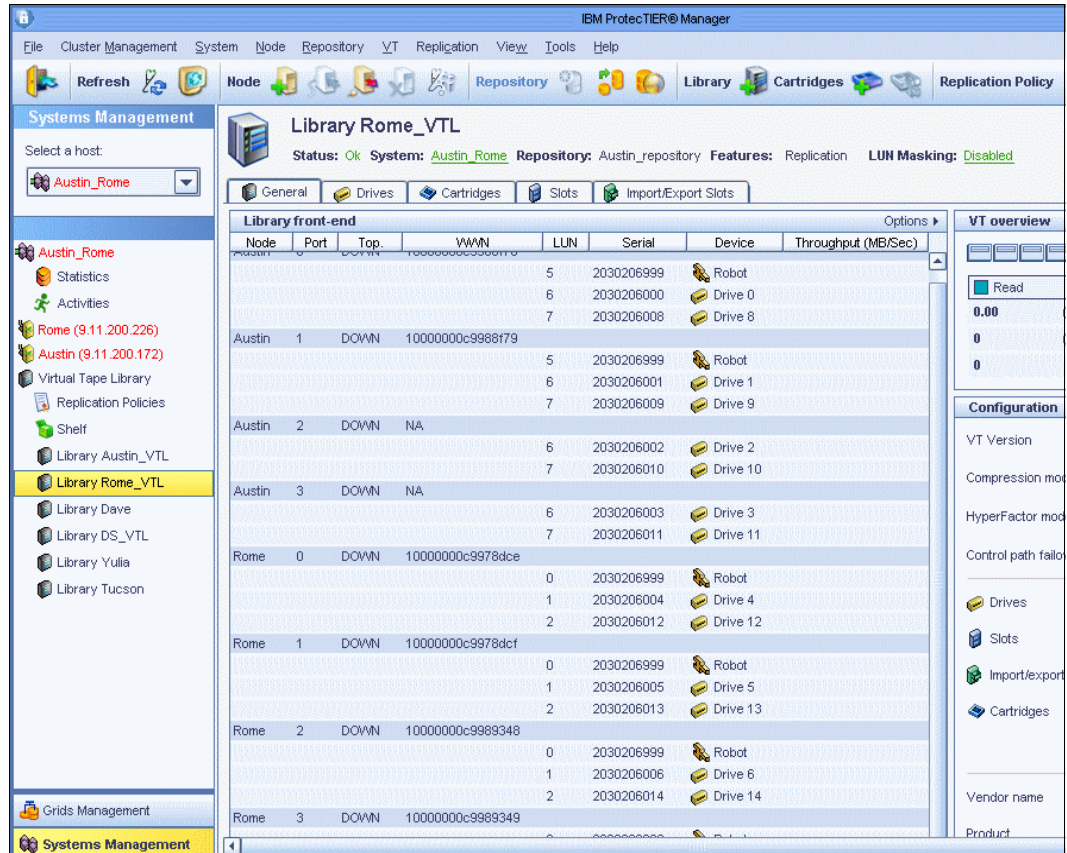 IBM ProtecTIER® Manager
File Cluster Management System Node Repository VT Replication View Tools Help
Refresh Node Repository Library Cartridges Replication Policy
Systems Management
Select a host:
Austin_Rome
Austin_Rome
Statistics
Activities
Rome (9.11.200.226)
Austin (9.11.200.172)
Virtual Tape Library
Replication Policies
Shelf
Library Austin_VTL
Library Rome_VTL
Library Dave
Library DS_VTL
Library Yulia
Library Tucson
Grids Management
Systems Management
Library Rome_VTL
Status: Ok System: Austin_Rome Repository: Austin_repository Features: Replication LUN Masking: Disabled
General Drives Cartridges Slots Import/Export Slots
Library front-end Options
Node Port Top. WWN LUN Serial Device Throughput (MB/Sec)
5 2030206999 Robot
6 2030206000 Drive 0
7 2030206008 Drive 8
Austin 1 DOWN 10000000c9988f79
5 2030206999 Robot
6 2030206001 Drive 1
7 2030206009 Drive 9
Austin 2 DOWN NA
6 2030206002 Drive 2
7 2030206010 Drive 10
Austin 3 DOWN NA
6 2030206003 Drive 3
7 2030206011 Drive 11
Rome 0 DOWN 10000000c9978dce
0 2030206999 Robot
1 2030206004 Drive 4
2 2030206012 Drive 12
Rome 1 DOWN 10000000c9978dcf
0 2030206999 Robot
1 2030206005 Drive 5
2 2030206013 Drive 13
Rome 2 DOWN 10000000c9989348
0 2030206999 Robot
1 2030206006 Drive 6
2 2030206014 Drive 14
Rome 3 DOWN 10000000c9989349
VT overview
Read
0.00
0
0
Configuration
VT Version
Compression mod
HyperFactor mod
Control path failo
Drives
Slots
Import/export
Cartridges
Vendor name
Product